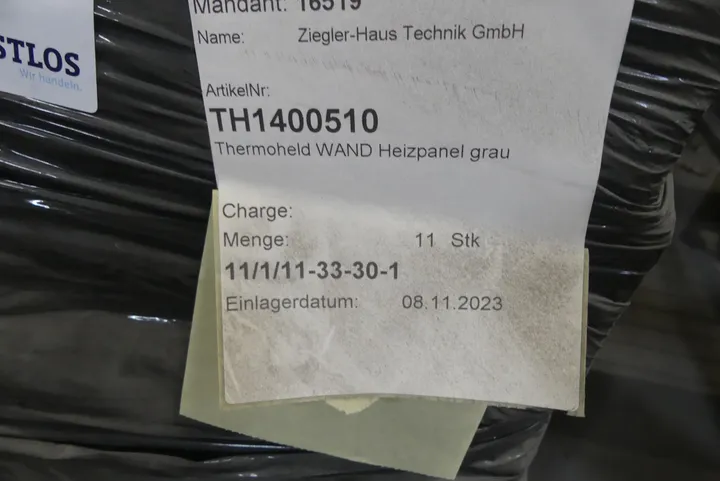 Mandant: 16519
Name: Ziegler-Haus Technik GmbH
STLOS
Wir handeln.
ArtikelNr:
TH1400510
Thermoheld WAND Heizpanel grau
Charge:
Menge: 11 Stk
11/1/11-33-30-1
Einlagerdatum: 08.11.2023